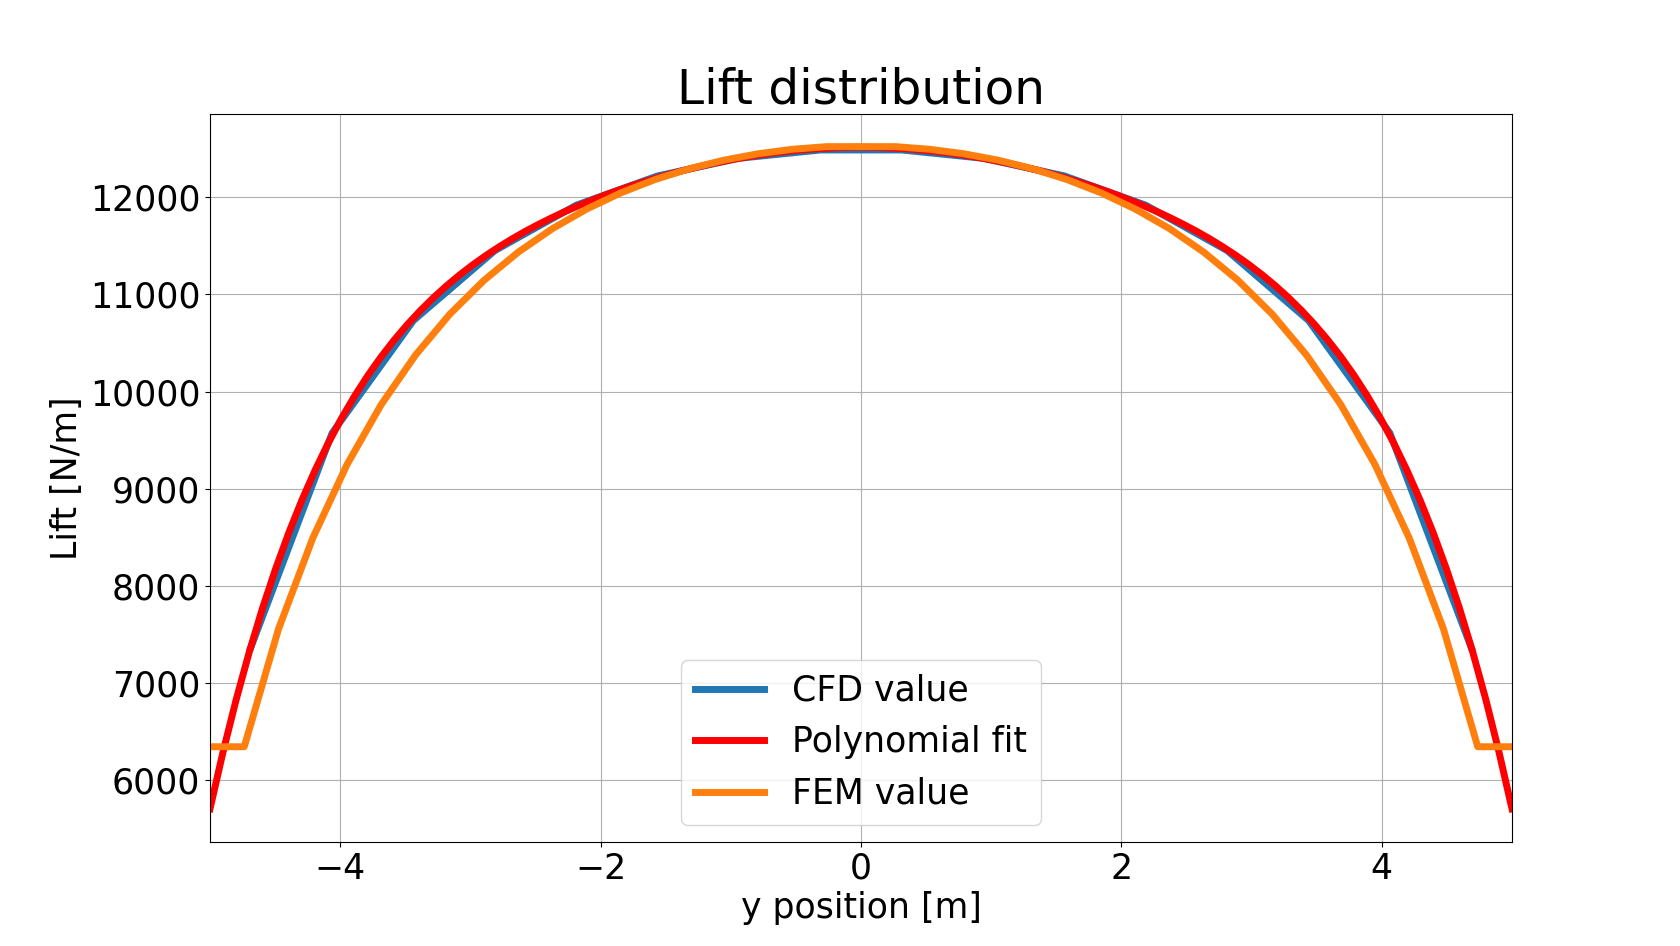 Lift distribution
12000
11000
10000
9000
8000
7000
6000
Lift [N/m]
CFD value
Polynomial fit
FEM value
−4
−2
0
2
4
y position [m]